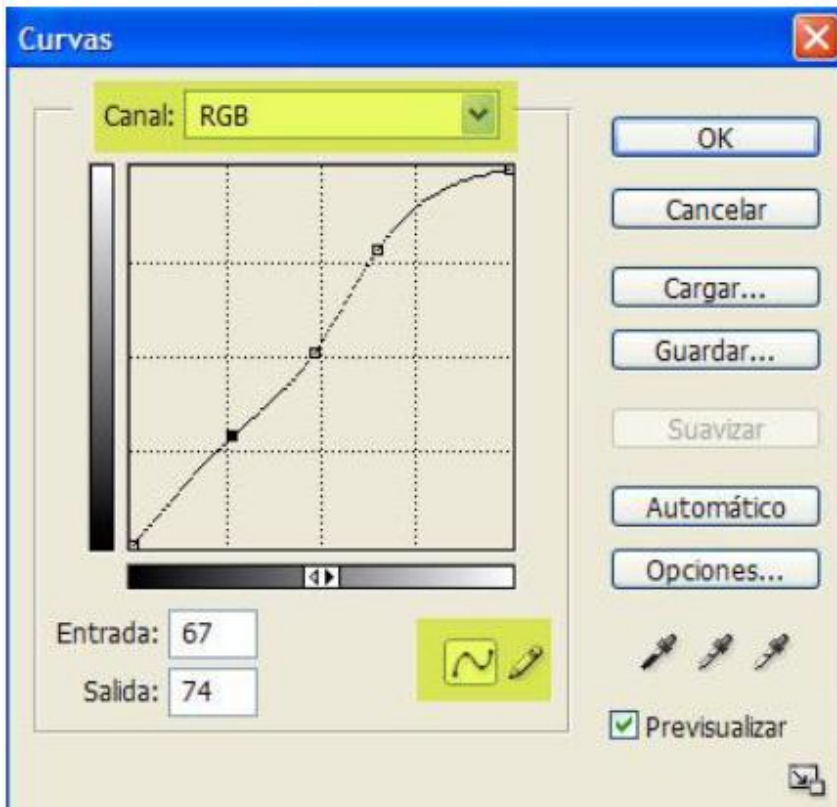 Curvas
Canal: RGB
OK
Cancelar
Cargar...
Guardar...
Suavizar
Automático
Opciones...
Entrada: 67
Salida: 74
Previsualizar